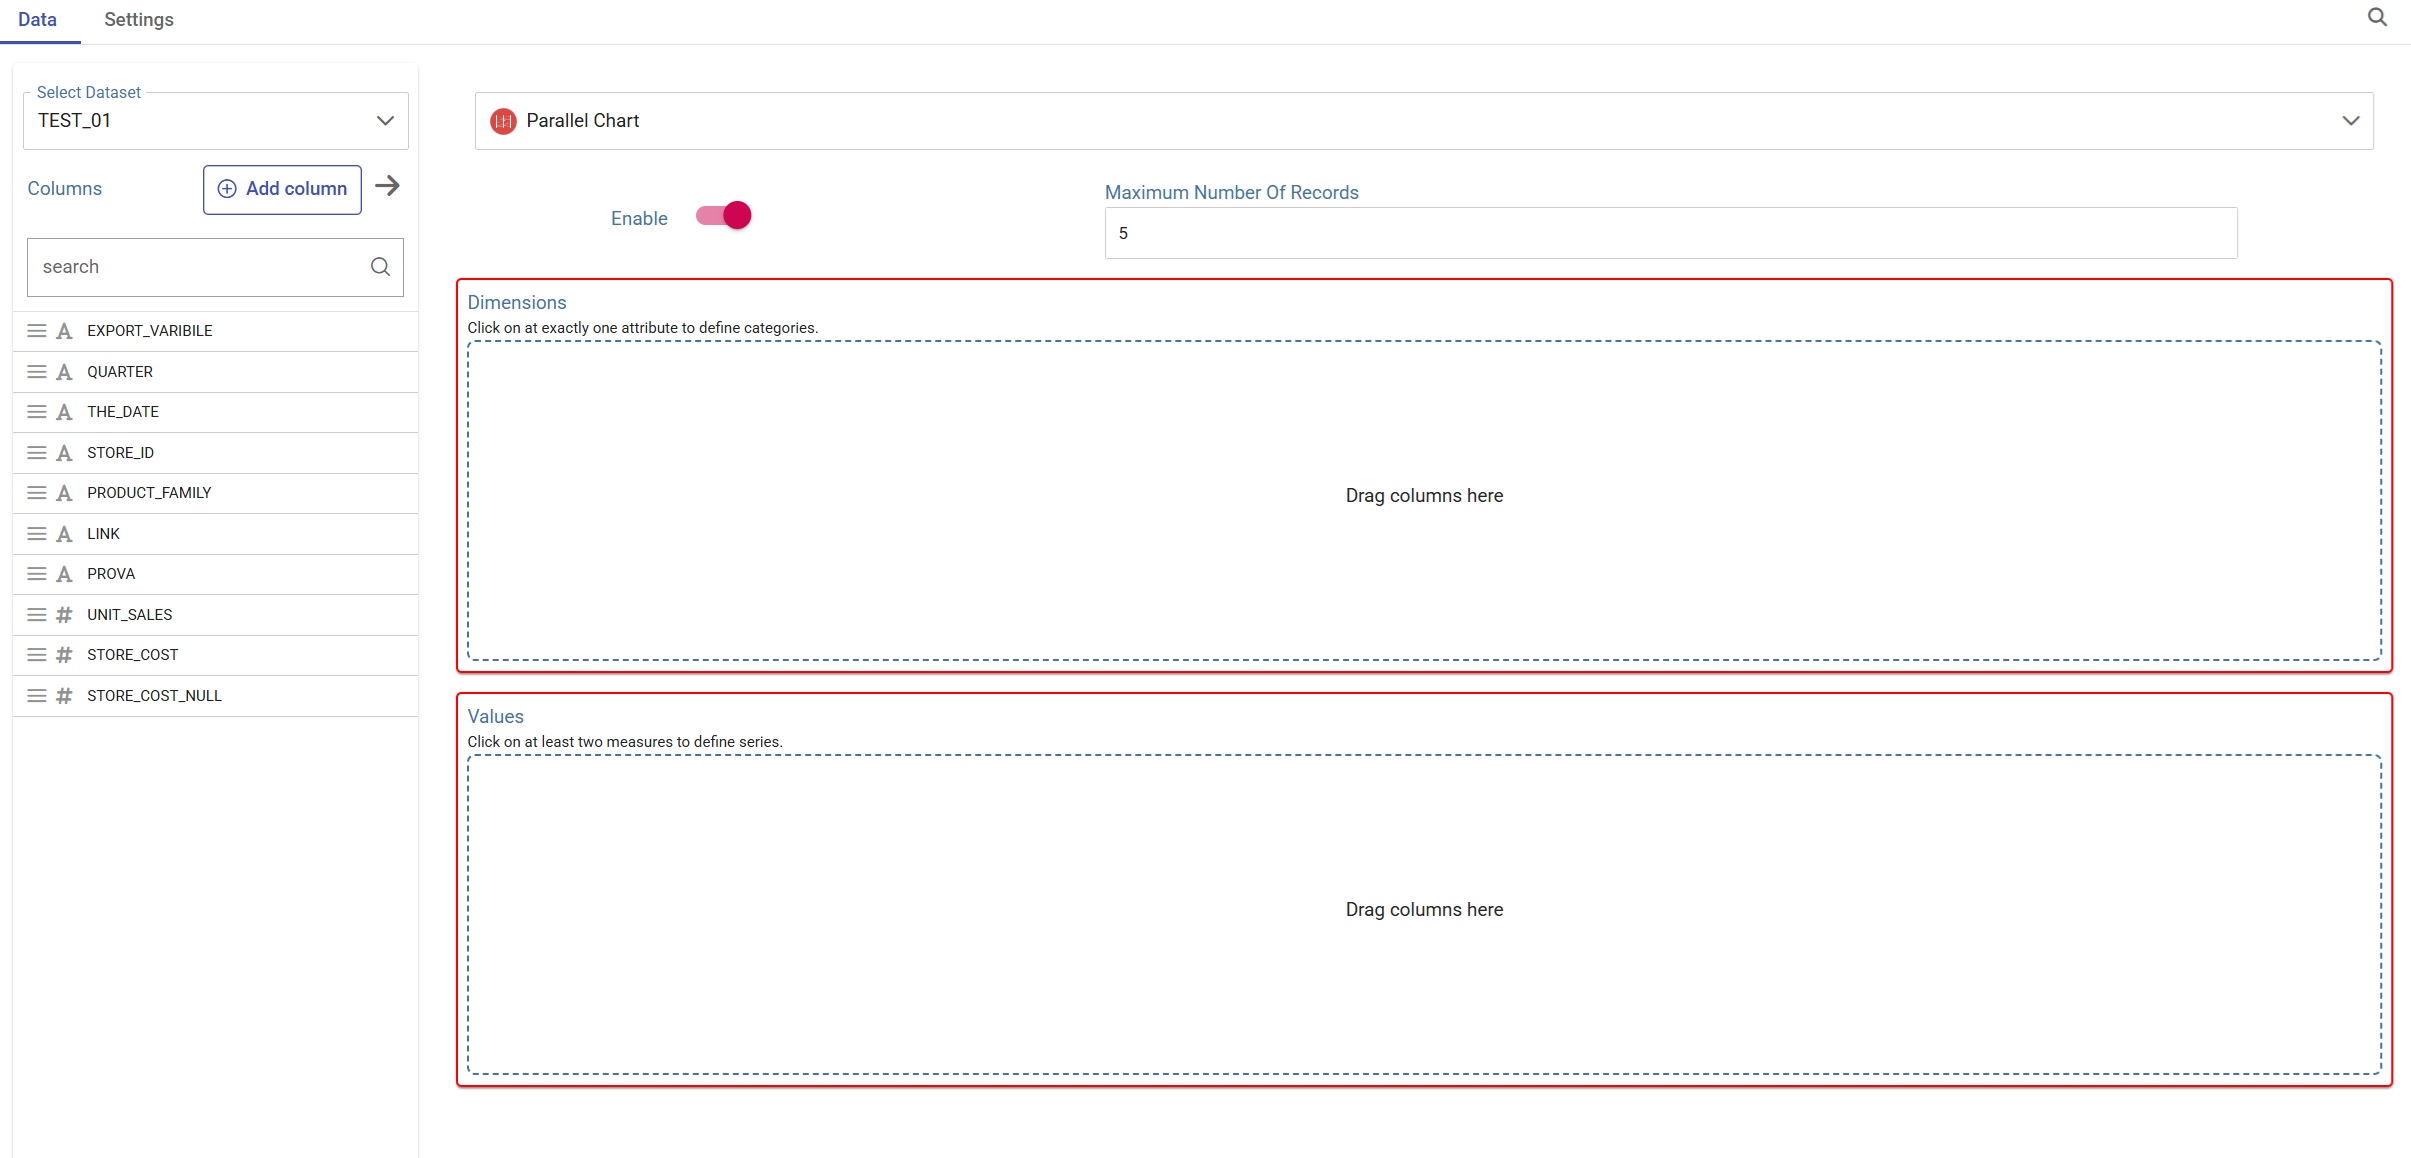 Data
Settings
Select Dataset
TEST_01
Columns
Add column
search
EXPORT_VARIBILE
QUARTER
THE_DATE
STORE_ID
PRODUCT_FAMILY
LINK
PROVA
UNIT_SALES
STORE_COST
STORE_COST_NULL
Parallel Chart
Enable
Maximum Number Of Records
5
Dimensions
Click on at exactly one attribute to define categories.
Drag columns here
Values
Click on at least two measures to define series.
Drag columns here